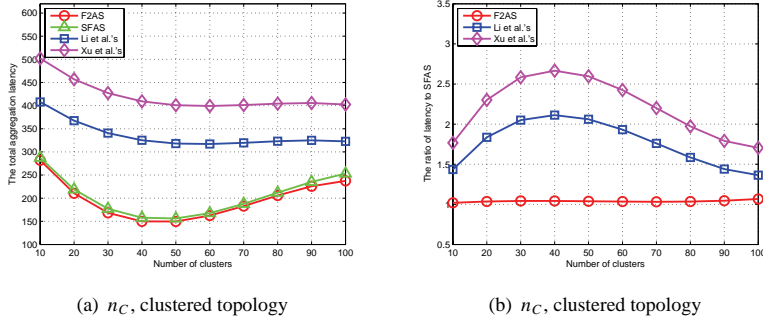 F2AS
SFAS
Li et al.'s
Xu et al.'s
The total aggregation latency
600
550
500
450
400
350
300
250
200
150
100
10 20 30 40 50 60 70 80 90 100
Number of clusters
(a) n_C, clustered topology
F2AS
Li et al.'s
Xu et al.'s
The ratio of latency to SFAS
3.5
3
2.5
2
1.5
1
0.5
10 20 30 40 50 60 70 80 90 100
Number of clusters
(b) n_C, clustered topology